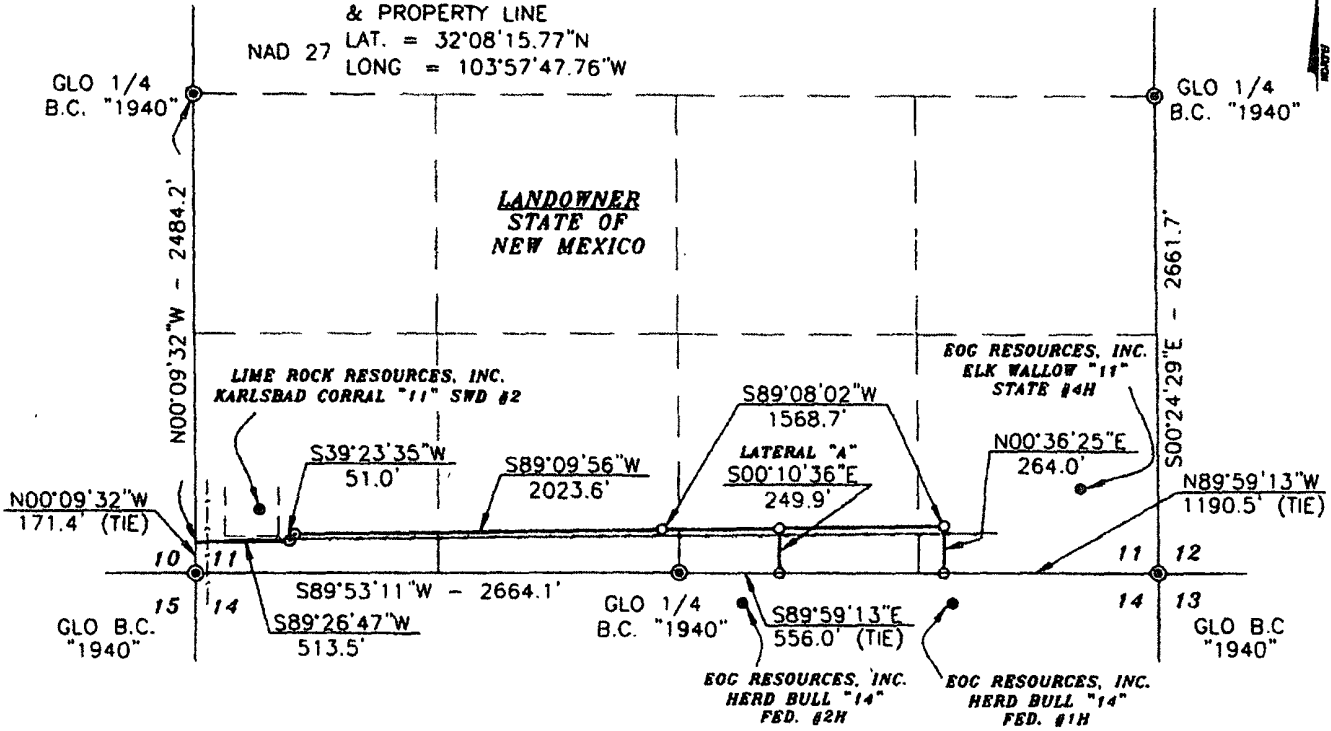 & PROPERTY LINE
NAD 27
LAT. = 32°08'15.77"N
LONG = 103°57'47.76"W
GLO 1/4
B.C. "1940"
GLO 1/4
B.C. "1940"
NORTH
LANDOWNER
STATE OF
NEW MEXICO
N00°09'32"W - 2484.2'
S00°24'29"E - 2661.7'
LIME ROCK RESOURCES, INC.
KARLSBAD CORRAL "11" SWD #2
EOG RESOURCES, INC.
ELK WALLOW "11"
STATE #4H
S89°08'02"W
1568.7'
S39°23'35"W
51.0'
S89°09'56"W
2023.6'
LATERAL "A"
S00°10'36"E
249.9'
N00°36'25"E
264.0'
N89°59'13"W
1190.5' (TIE)
N00°09'32"W
171.4' (TIE)
10 11
15 14
11 12
14 13
S89°53'11"W - 2664.1'
S89°26'47"W
513.5'
GLO B.C.
"1940"
GLO 1/4
B.C. "1940"
S89°59'13"E
556.0' (TIE)
GLO B.C
"1940"
EOG RESOURCES, INC.
HERD BULL "14"
FED. #2H
EOG RESOURCES, INC.
HERD BULL "14"
FED. #1H